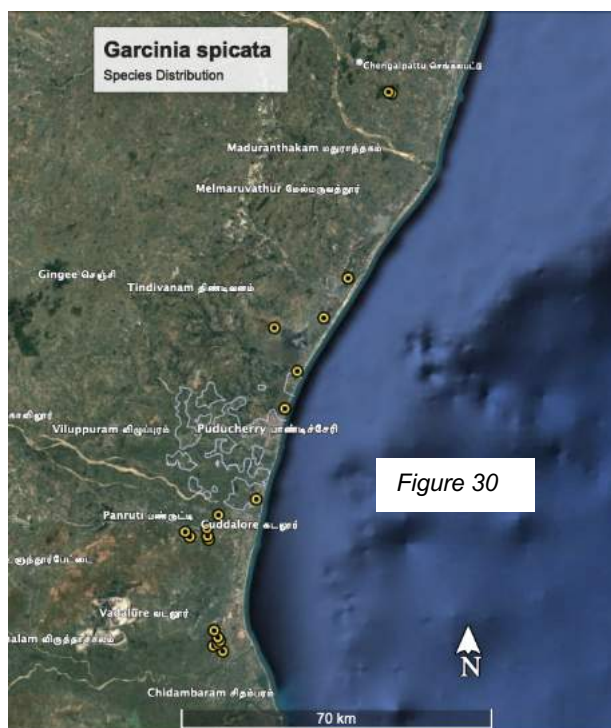 Garcinia spicata
Species Distribution
Chengalpattu செங்கல்பட்டு
Maduranthakam மதுராந்தகம்
Melmaruvathur மேல்மருவத்தூர்
Gingee செஞ்சி
Tindivanam திண்டிவனம்
Viluppuram விழுப்புரம்
Puducherry பாண்டிச்சேரி
Figure 30
Panruti பண்ருட்டி
Cuddalore கடலூர்
Vadalure வடலூர்
விருத்தாச்சலம்
N
Chidambaram சிதம்பரம்
70 km